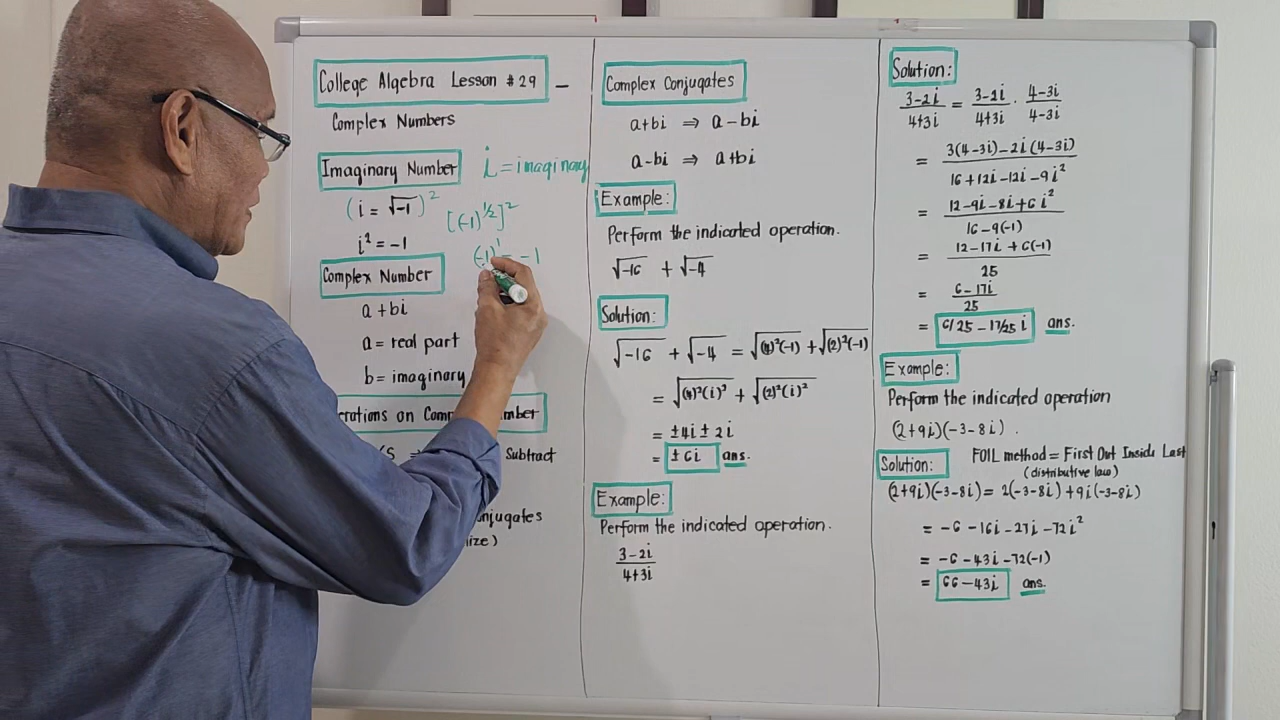 College Algebra Lesson #29 –
Complex Numbers
Imaginary Number
i = imaginary
(i = √-1)²
[(-1)^½]²
i² = -1
(-1)¹ = -1
Complex Number
a + bi
a = real part
b = imaginary
erations on Com mber
Subtract
onjugates
ize)
Complex Conjugates
a+bi ⇒ a-bi
a-bi ⇒ a+bi
Example:
Perform the indicated operation.
√-16 + √-4
Solution:
√-16 + √-4 = √(4)²(-1) + √(2)²(-1)
= √(4)²(i)² + √(2)²(i)²
= ±4i ± 2i
= ±6i ans.
Example:
Perform the indicated operation.
3-2i
4+3i
Solution:
3-2i/4+3i = 3-2i/4+3i · 4-3i/4-3i
= 3(4-3i)-2i(4-3i)
16+12i-12i-9i²
= 12-9i-8i+6i²
16-9(-1)
= 12-17i+6(-1)
25
= 6-17i
25
= 6/25 - 17/25 i ans.
Example:
Perform the indicated operation
(2+9i)(-3-8i).
Solution: FOIL method = First Out Inside Last
(distributive law)
(2+9i)(-3-8i) = 2(-3-8i)+9i(-3-8i)
= -6-16i-27i-72i²
= -6-43i-72(-1)
= 66-43i ans.